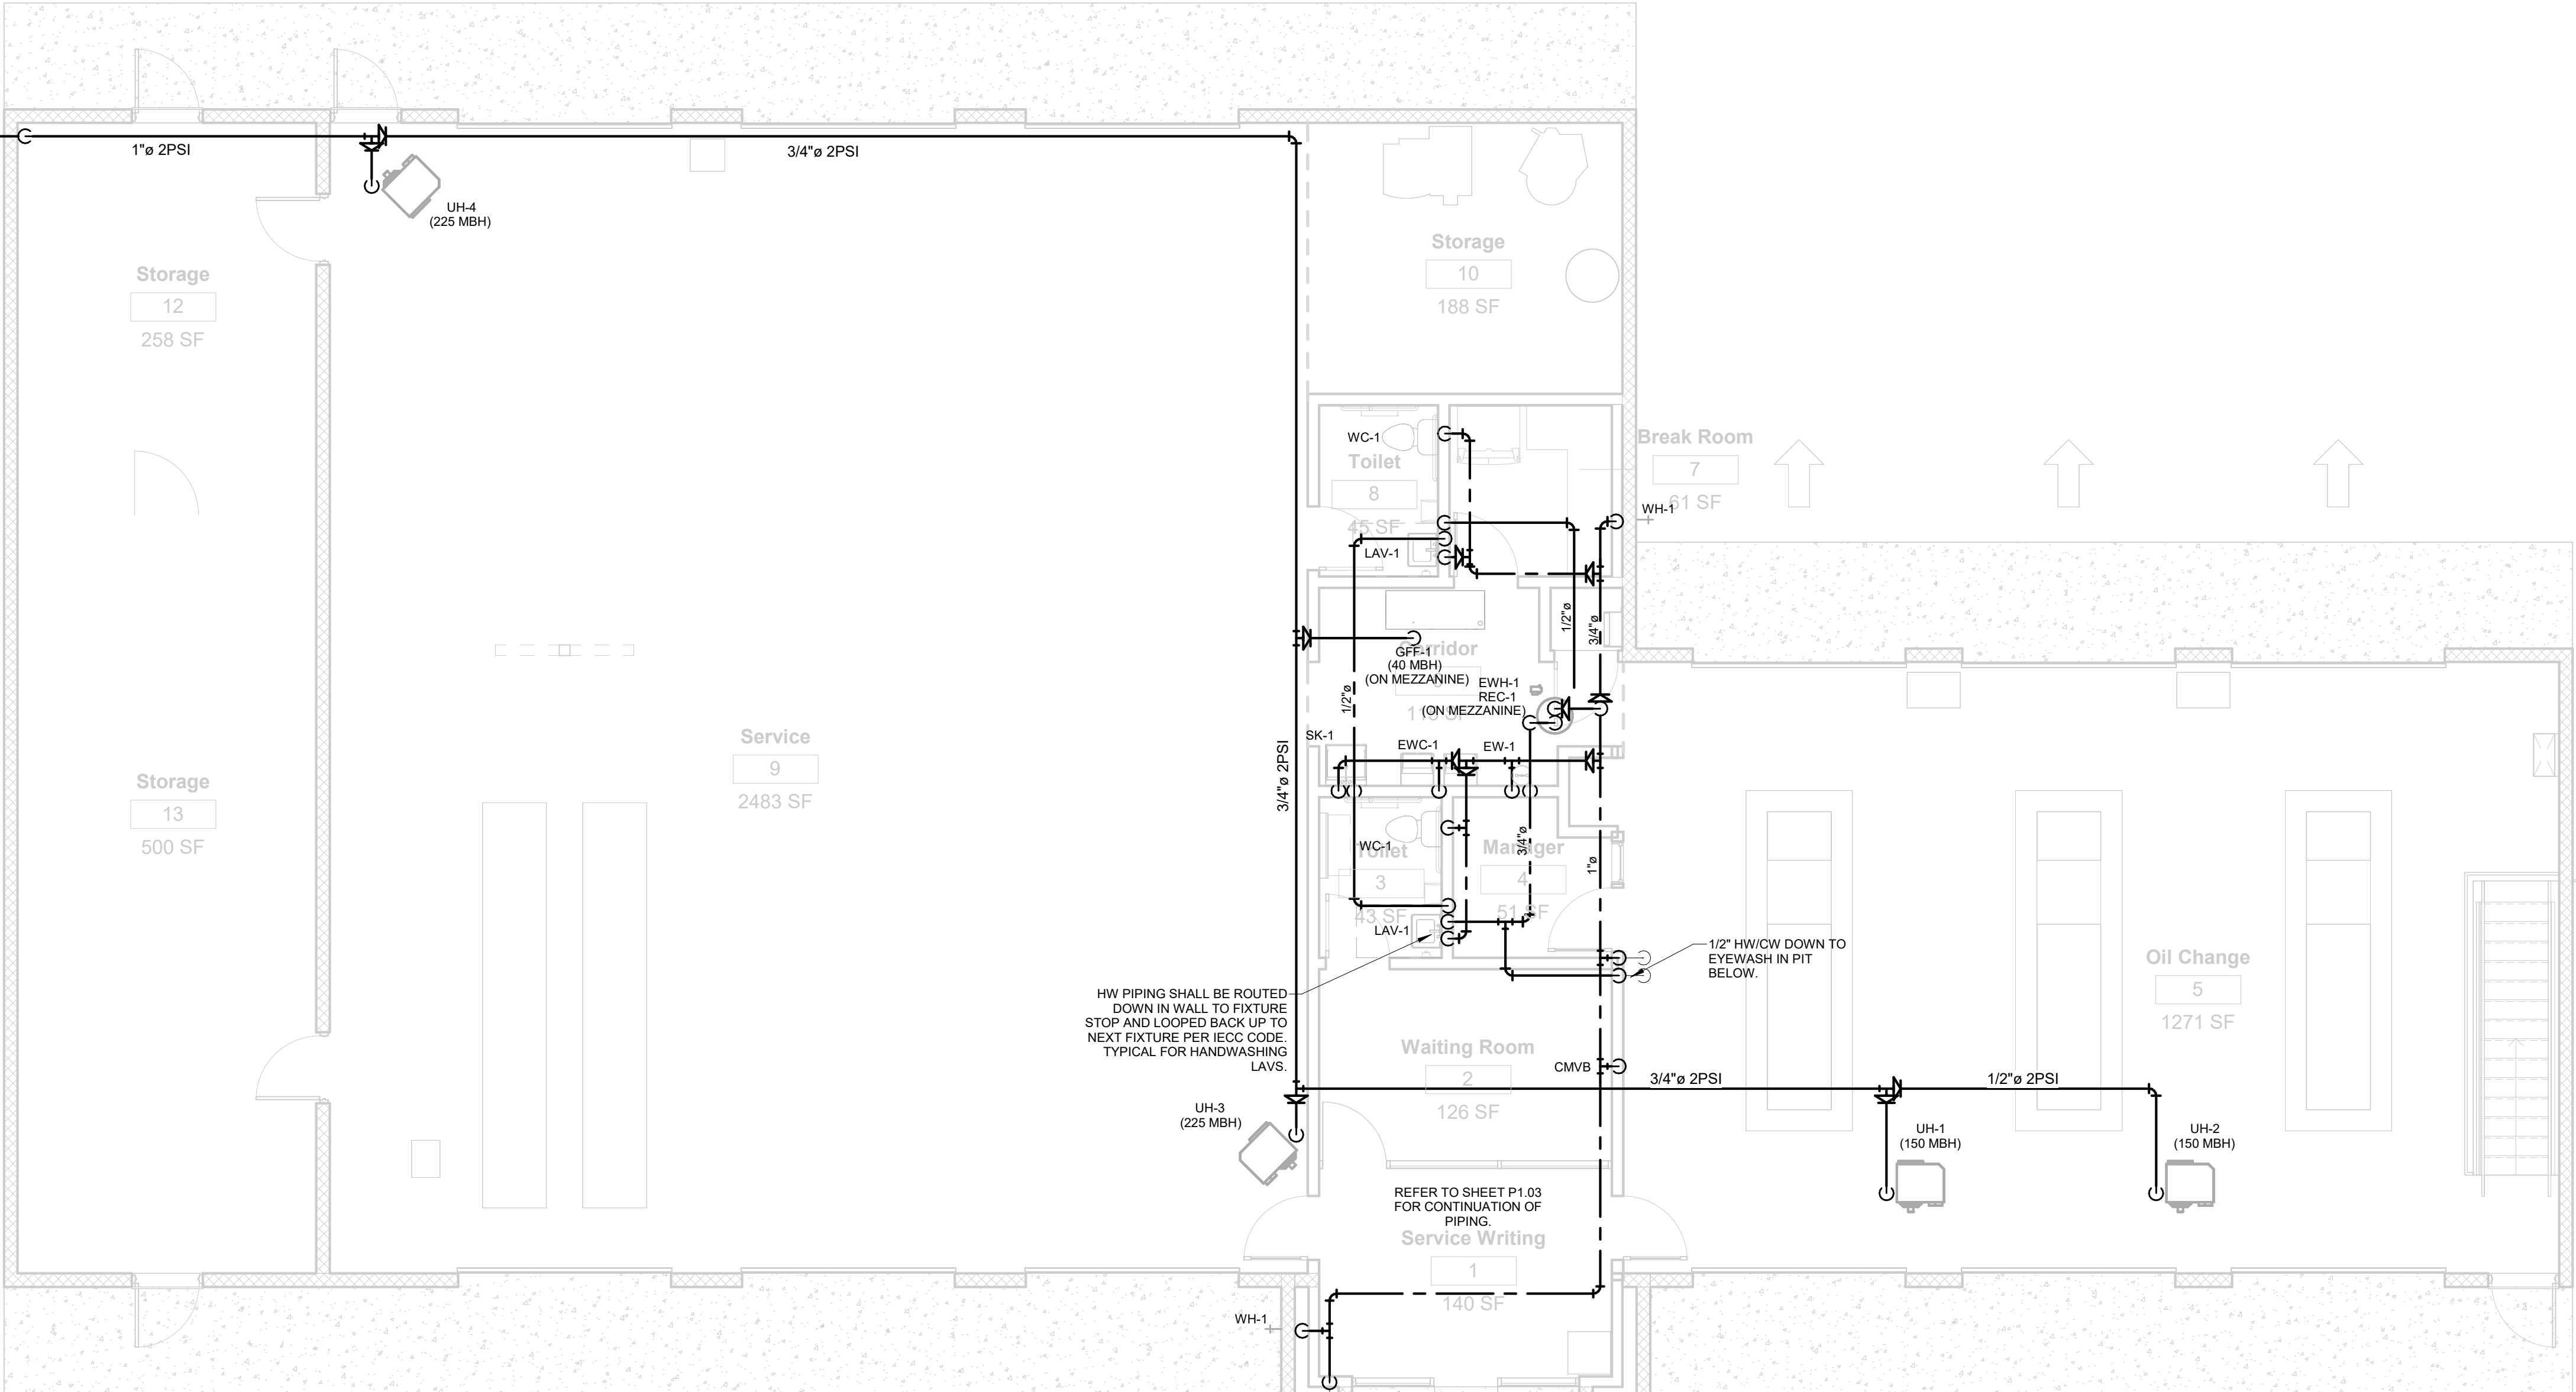 1"ø 2PSI
3/4"ø 2PSI
UH-4
(225 MBH)
Storage
12
258 SF
Storage
10
188 SF
WC-1
Toilet
8
45 SF
LAV-1
Break Room
7
61 SF
WH-1
1/2"ø
3/4"ø
Corridor
GFF-1
(40 MBH)
(ON MEZZANINE)
EWH-1
REC-1
(ON MEZZANINE)
1/2"ø
SK-1
EWC-1
EW-1
3/4"ø 2PSI
Service
9
2483 SF
Storage
13
500 SF
WC-1
Toilet
3
43 SF
LAV-1
Manager
4
51 SF
3/4"ø
1"ø
1/2" HW/CW DOWN TO
EYEWASH IN PIT
BELOW.
Oil Change
5
1271 SF
HW PIPING SHALL BE ROUTED
DOWN IN WALL TO FIXTURE
STOP AND LOOPED BACK UP TO
NEXT FIXTURE PER IECC CODE.
TYPICAL FOR HANDWASHING
LAVS.
Waiting Room
2
126 SF
CMVB
3/4"ø 2PSI
1/2"ø 2PSI
UH-3
(225 MBH)
UH-1
(150 MBH)
UH-2
(150 MBH)
REFER TO SHEET P1.03
FOR CONTINUATION OF
PIPING.
Service Writing
1
140 SF
WH-1